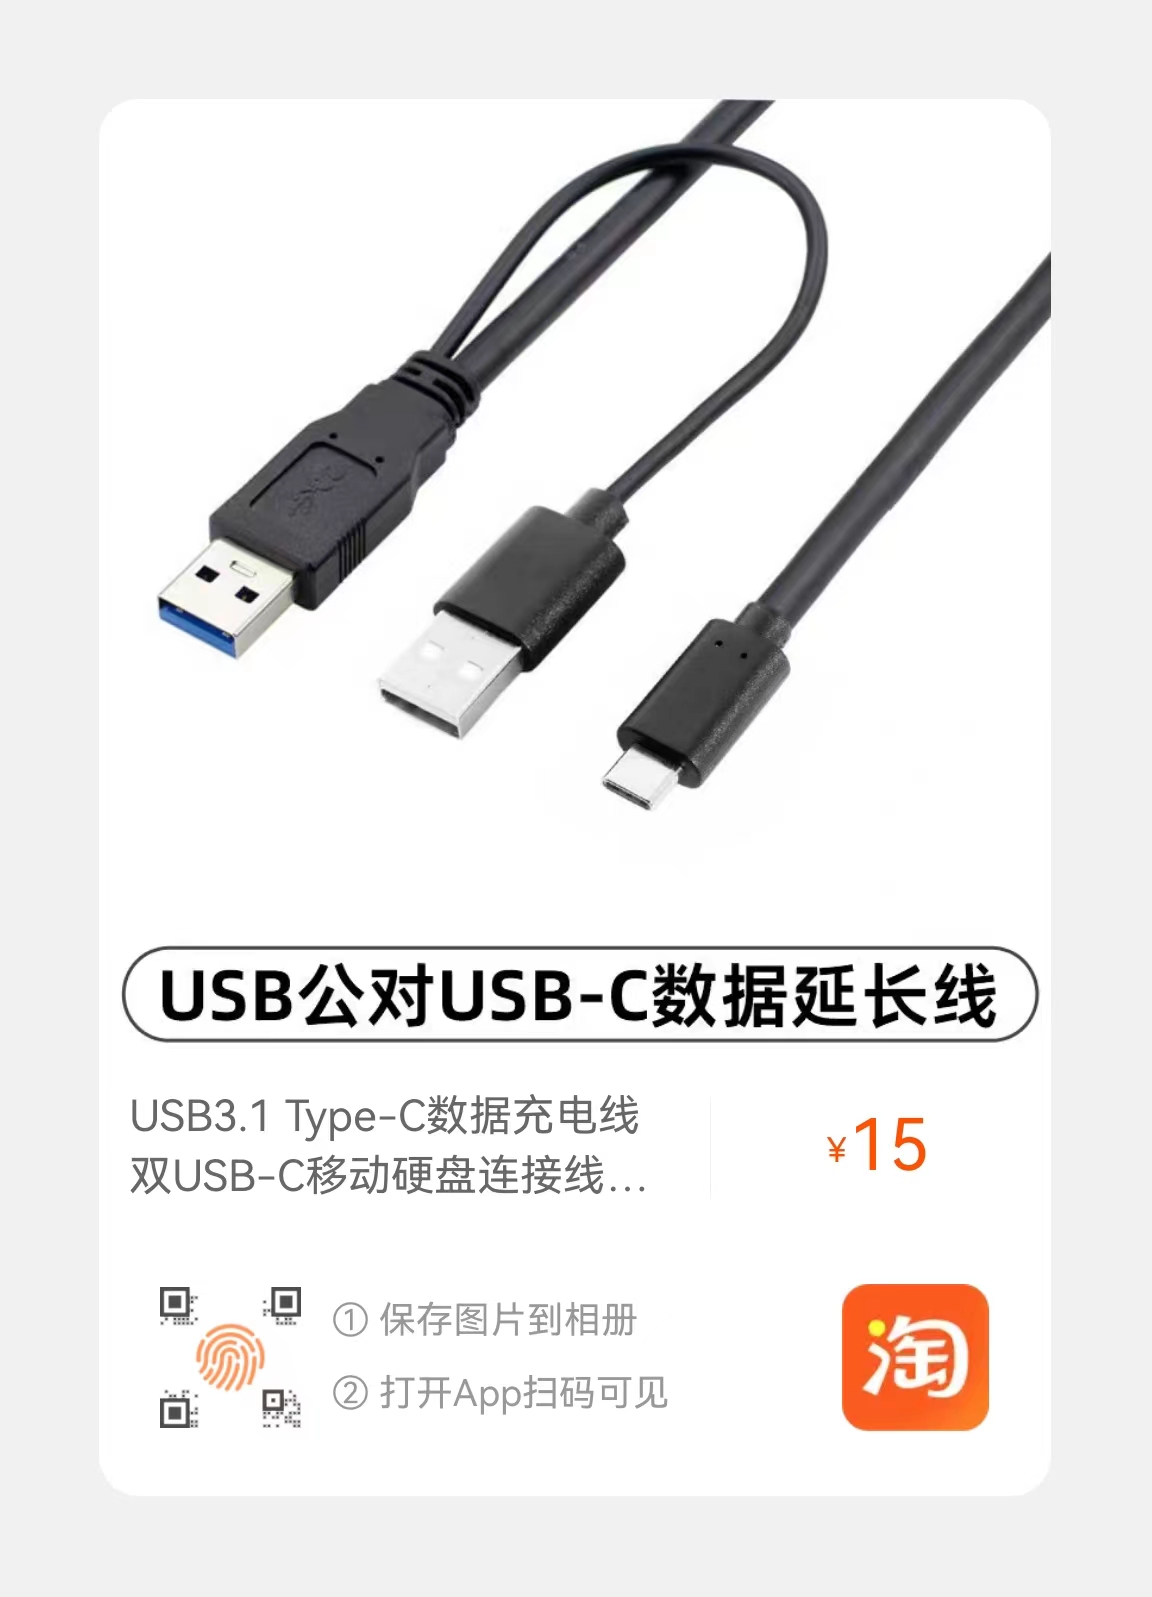 USB公对USB-C数据延长线
USB3.1 Type-C数据充电线
双USB-C移动硬盘连接线...
¥15
① 保存图片到相册
② 打开App扫码可见
淘